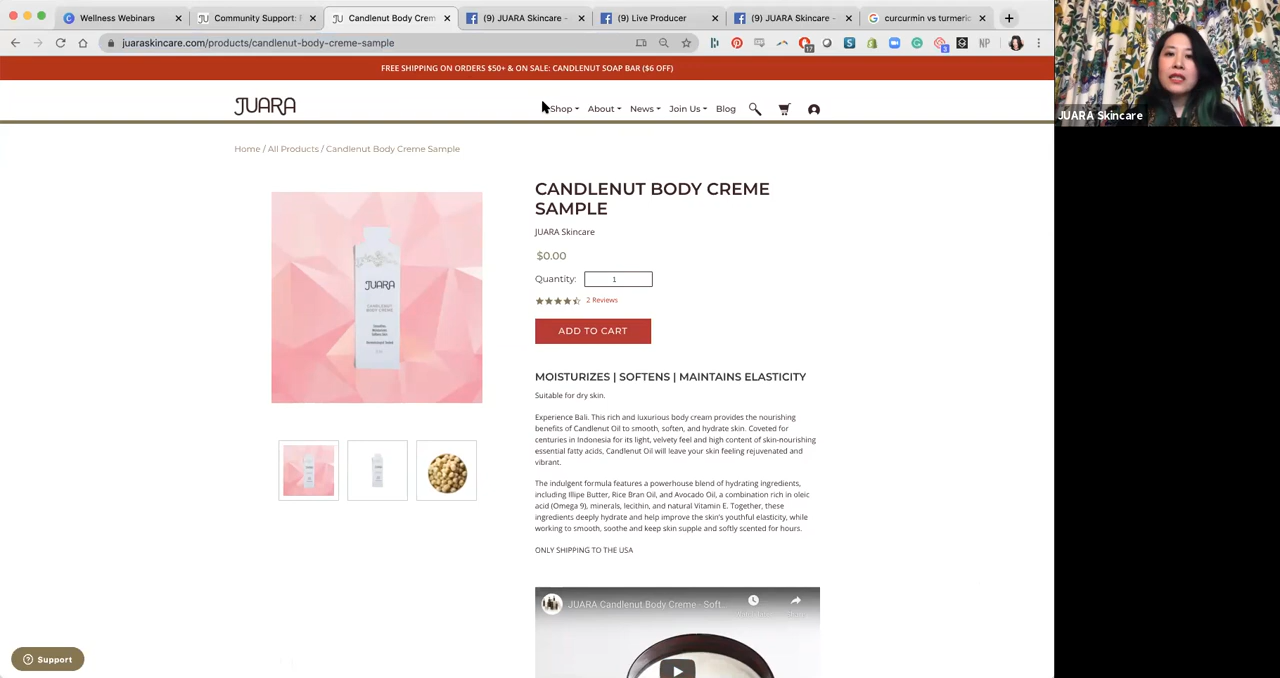 Wellness Webinars
Community Support: F
Candlenut Body Crem
(9) JUARA Skincare -
(9) Live Producer
(9) JUARA Skincare -
curcurmin vs turmeric
juaraskincare.com/products/candlenut-body-creme-sample
17
3
NP
FREE SHIPPING ON ORDERS $50+ & ON SALE: CANDLENUT SOAP BAR ($6 OFF)
JUARA Skincare
JUARA
Shop
About
News
Join Us
Blog
Home / All Products / Candlenut Body Creme Sample
CANDLENUT BODY CREME
SAMPLE
JUARA Skincare
$0.00
Quantity: 1
2 Reviews
ADD TO CART
JUARA
CANDLENUT
BODY CREME
MOISTURIZES | SOFTENS | MAINTAINS ELASTICITY
Suitable for dry skin.
Experience Bali. This rich and luxurious body cream provides the nourishing
benefits of Candlenut Oil to smooth, soften, and hydrate skin. Coveted for
centuries in Indonesia for its light, velvety feel and high content of skin-nourishing
essential fatty acids, Candlenut Oil will leave your skin feeling rejuvenated and
vibrant.
The indulgent formula features a powerhouse blend of hydrating ingredients,
including Illipe Butter, Rice Bran Oil, and Avocado Oil, a combination rich in oleic
acid (Omega 9), minerals, lecithin, and natural Vitamin E. Together, these
ingredients deeply hydrate and help improve the skin's youthful elasticity, while
working to smooth, soothe and keep skin supple and softly scented for hours.
ONLY SHIPPING TO THE USA
JUARA Candlenut Body Creme - Soft...
Support